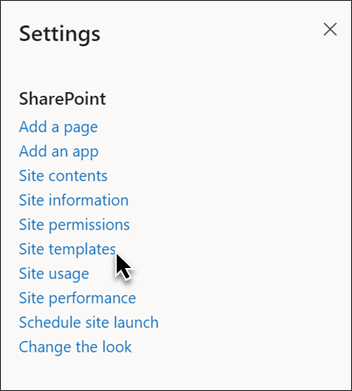 Settings
SharePoint
Add a page
Add an app
Site contents
Site information
Site permissions
Site templates
Site usage
Site performance
Schedule site launch
Change the look